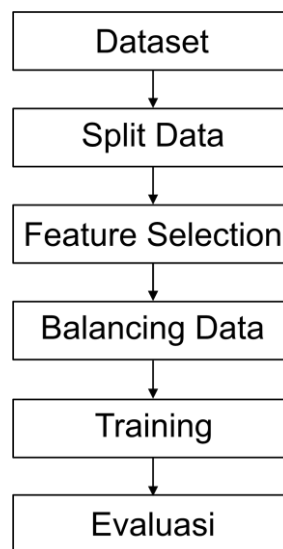 Dataset
Split Data
Feature Selection
Balancing Data
Training
Evaluasi